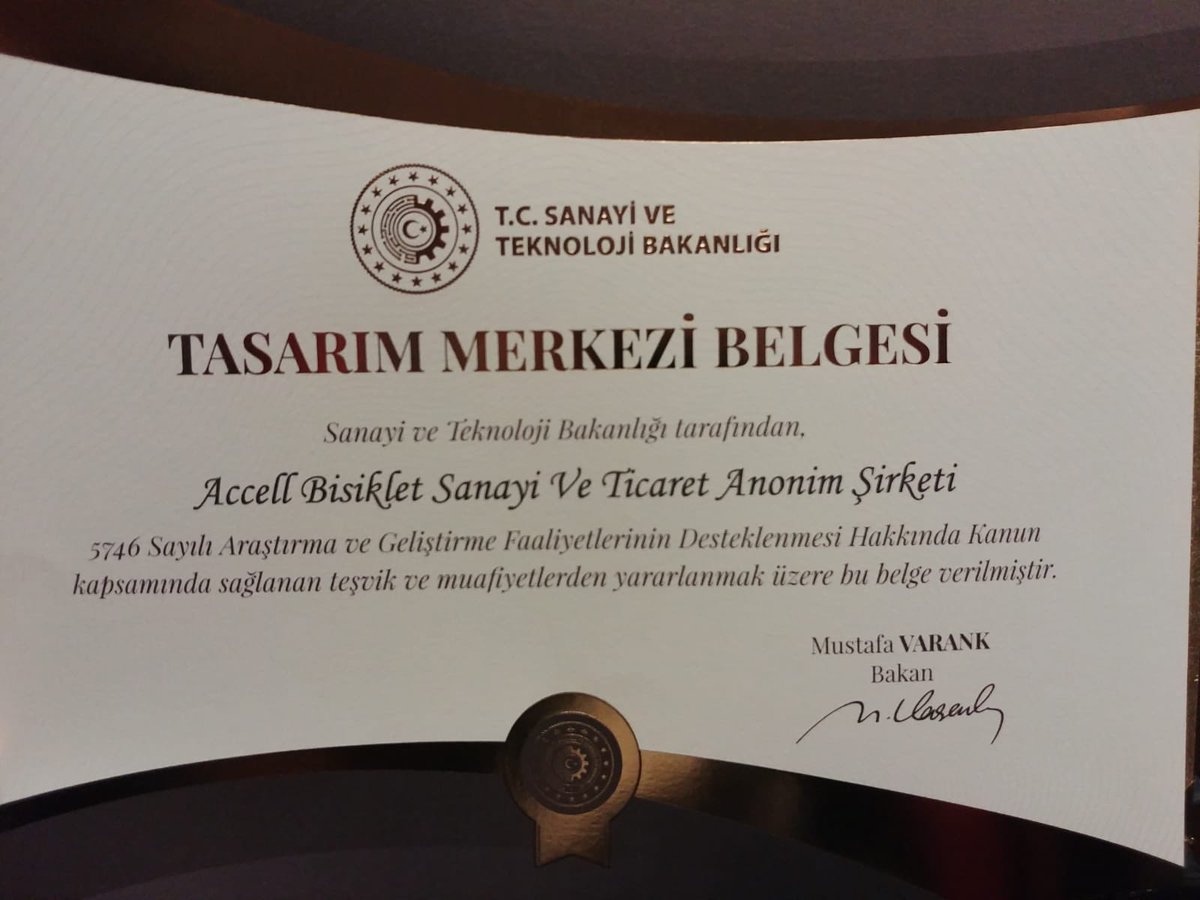 T.C. SANAYİ VE
TEKNOLOJİ BAKANLIĞI
TASARIM MERKEZİ BELGESİ
Sanayi ve Teknoloji Bakanlığı tarafından,
Accell Bisiklet Sanayi Ve Ticaret Anonim Şirketi
5746 Sayılı Araştırma ve Geliştirme Faaliyetlerinin Desteklenmesi Hakkında Kanun
kapsamında sağlanan teşvik ve muafiyetlerden yararlanmak üzere bu belge verilmiştir.
Mustafa VARANK
Bakan